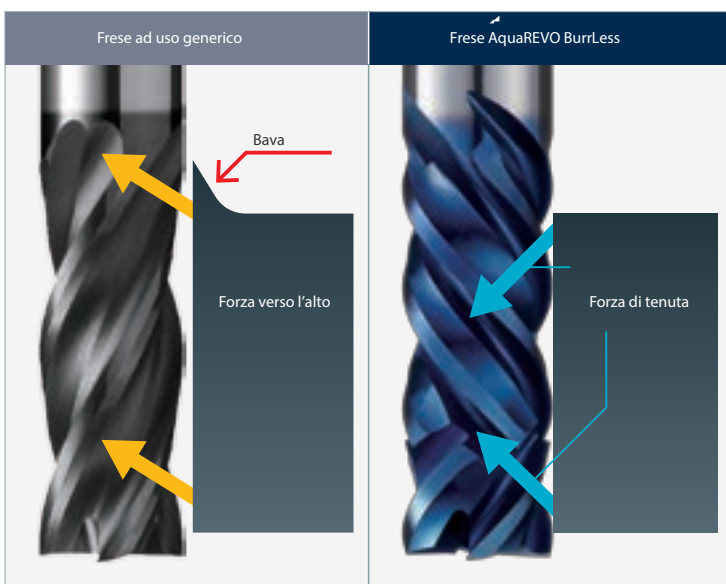 Frese ad uso generico
Frese AquaREVO BurrLess
Bava
Forza verso l'alto
Forza di tenuta